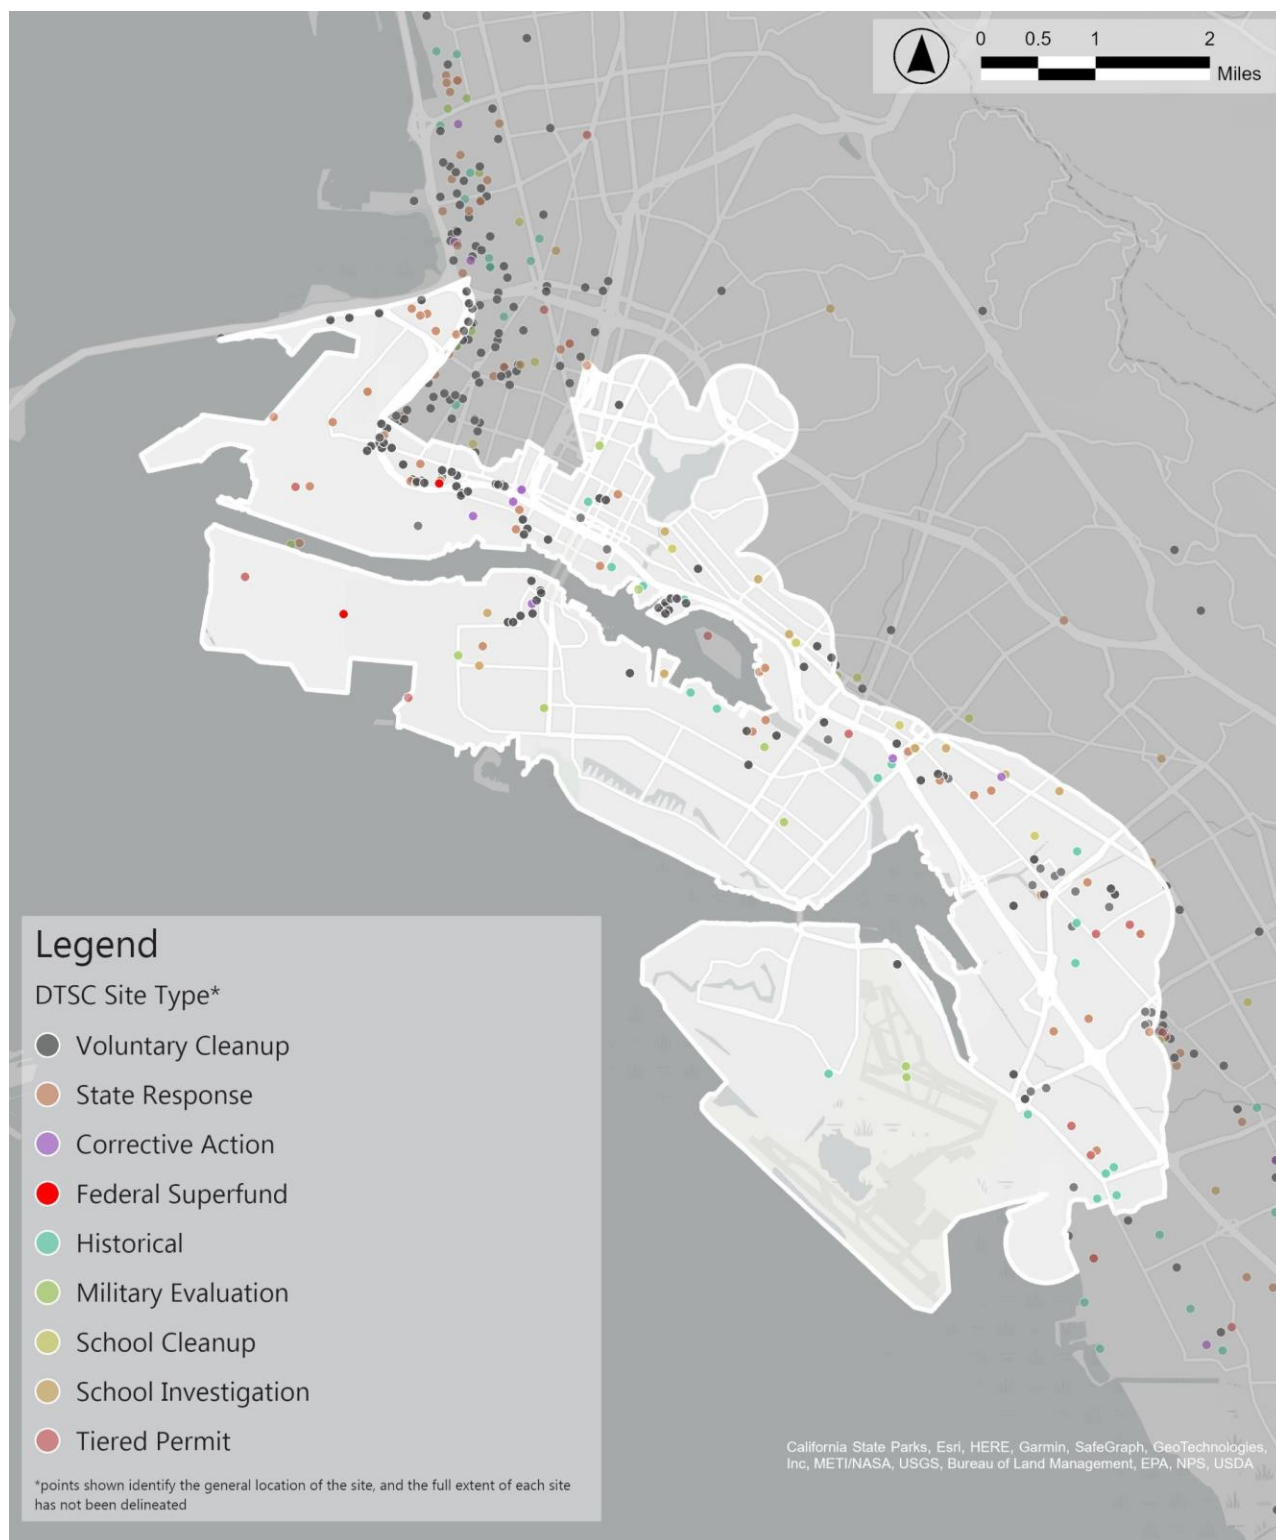 0 0.5 1 2
Miles
Legend
DTSC Site Type*
Voluntary Cleanup
State Response
Corrective Action
Federal Superfund
Historical
Military Evaluation
School Cleanup
School Investigation
Tiered Permit
*points shown identify the general location of the site, and the full extent of each site
has not been delineated
California State Parks, Esri, HERE, Garmin, SafeGraph, GeoTechnologies,
Inc, METI/NASA, USGS, Bureau of Land Management, EPA, NPS, USDA